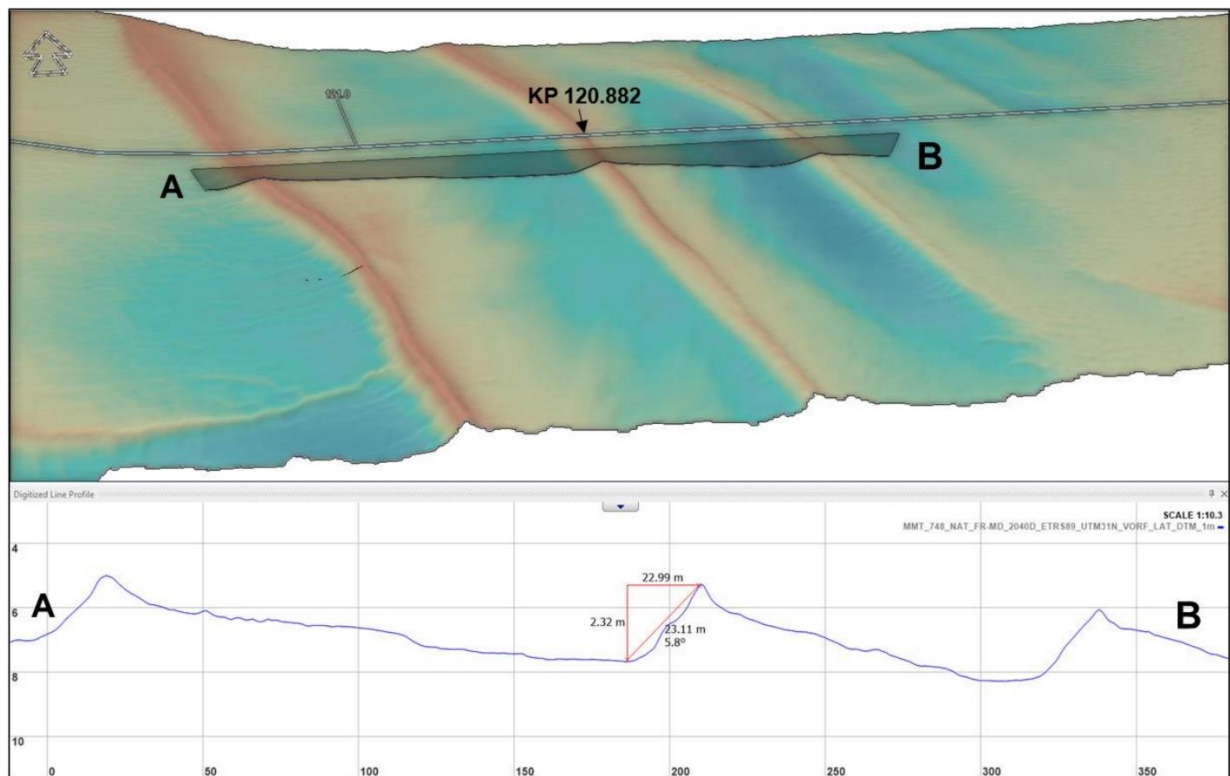 121.0
KP 120.882
A
B
Digitized Line Profile
SCALE 1:10.3
MMT_748_NAT_FR-MD_2040D_ETRS89_UTM31N_VORF_LAT_DTM_1m
4
22.99 m
A
6
2.32 m
23.11 m
5.8º
B
8
10
0
50
100
150
200
250
300
350